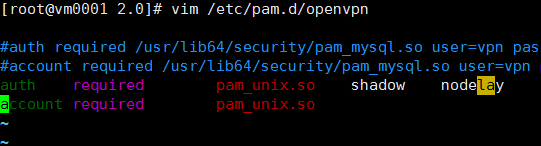 [root@vm0001 2.0]# vim /etc/pam.d/openvpn
#auth required /usr/lib64/security/pam_mysql.so user=vpn pas
#account required /usr/lib64/security/pam_mysql.so user=vpn
auth required pam_unix.so shadow nodelay
account required pam_unix.so
~
~